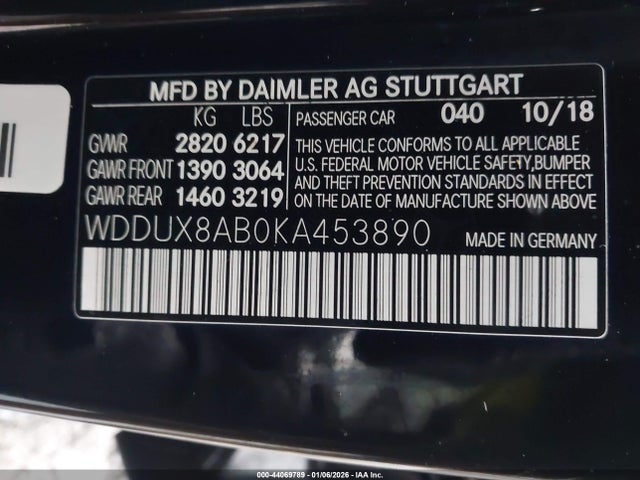 MFD BY DAIMLER AG STUTTGART
KG LBS
GVWR 2820 6217
GAWR FRONT 1390 3064
GAWR REAR 1460 3219
PASSENGER CAR 040 10/18
THIS VEHICLE CONFORMS TO ALL APPLICABLE
U.S. FEDERAL MOTOR VEHICLE SAFETY,BUMPER
AND THEFT PREVENTION STANDARDS IN EFFECT
ON DATE OF MANUFACTURE SHOWN ABOVE
WDDUX8AB0KA453890 MADE IN GERMANY
000-44069789 - 01/06/2026 - IAA Inc.